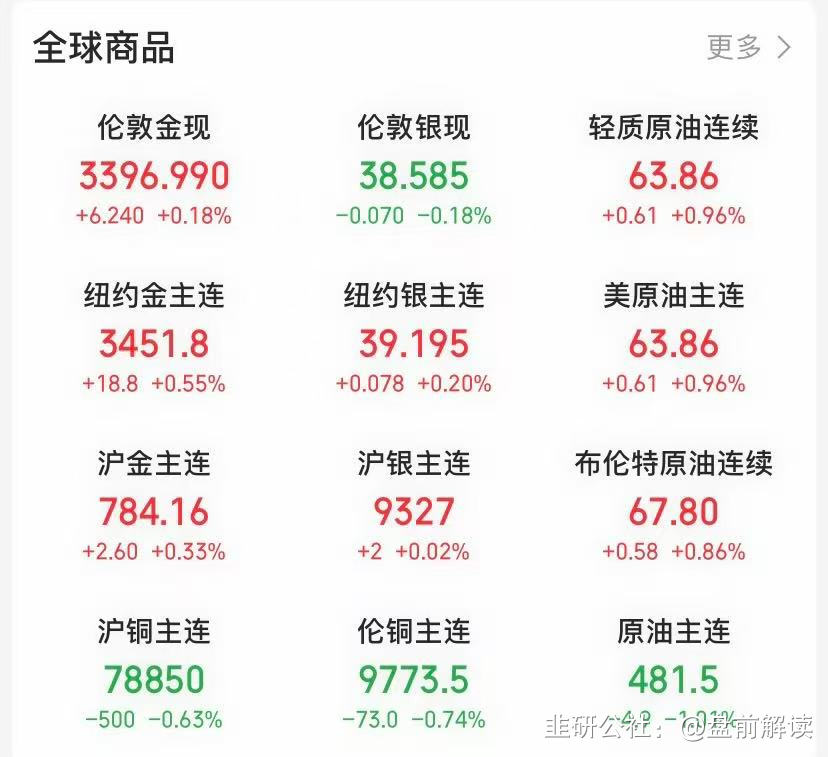 全球商品 更多
伦敦金现 伦敦银现 轻质原油连续
3396.990 38.585 63.86
+6.240 +0.18% -0.070 -0.18% +0.61 +0.96%
纽约金主连 纽约银主连 美原油主连
3451.8 39.195 63.86
+18.8 +0.55% +0.078 +0.20% +0.61 +0.96%
沪金主连 沪银主连 布伦特原油连续
784.16 9327 67.80
+2.60 +0.33% +2 +0.02% +0.58 +0.86%
沪铜主连 伦铜主连 原油主连
78850 9773.5 481.5
-500 -0.63% -73.0 -0.74% -4.9 -1.01%
韭研公社：@盘前解读